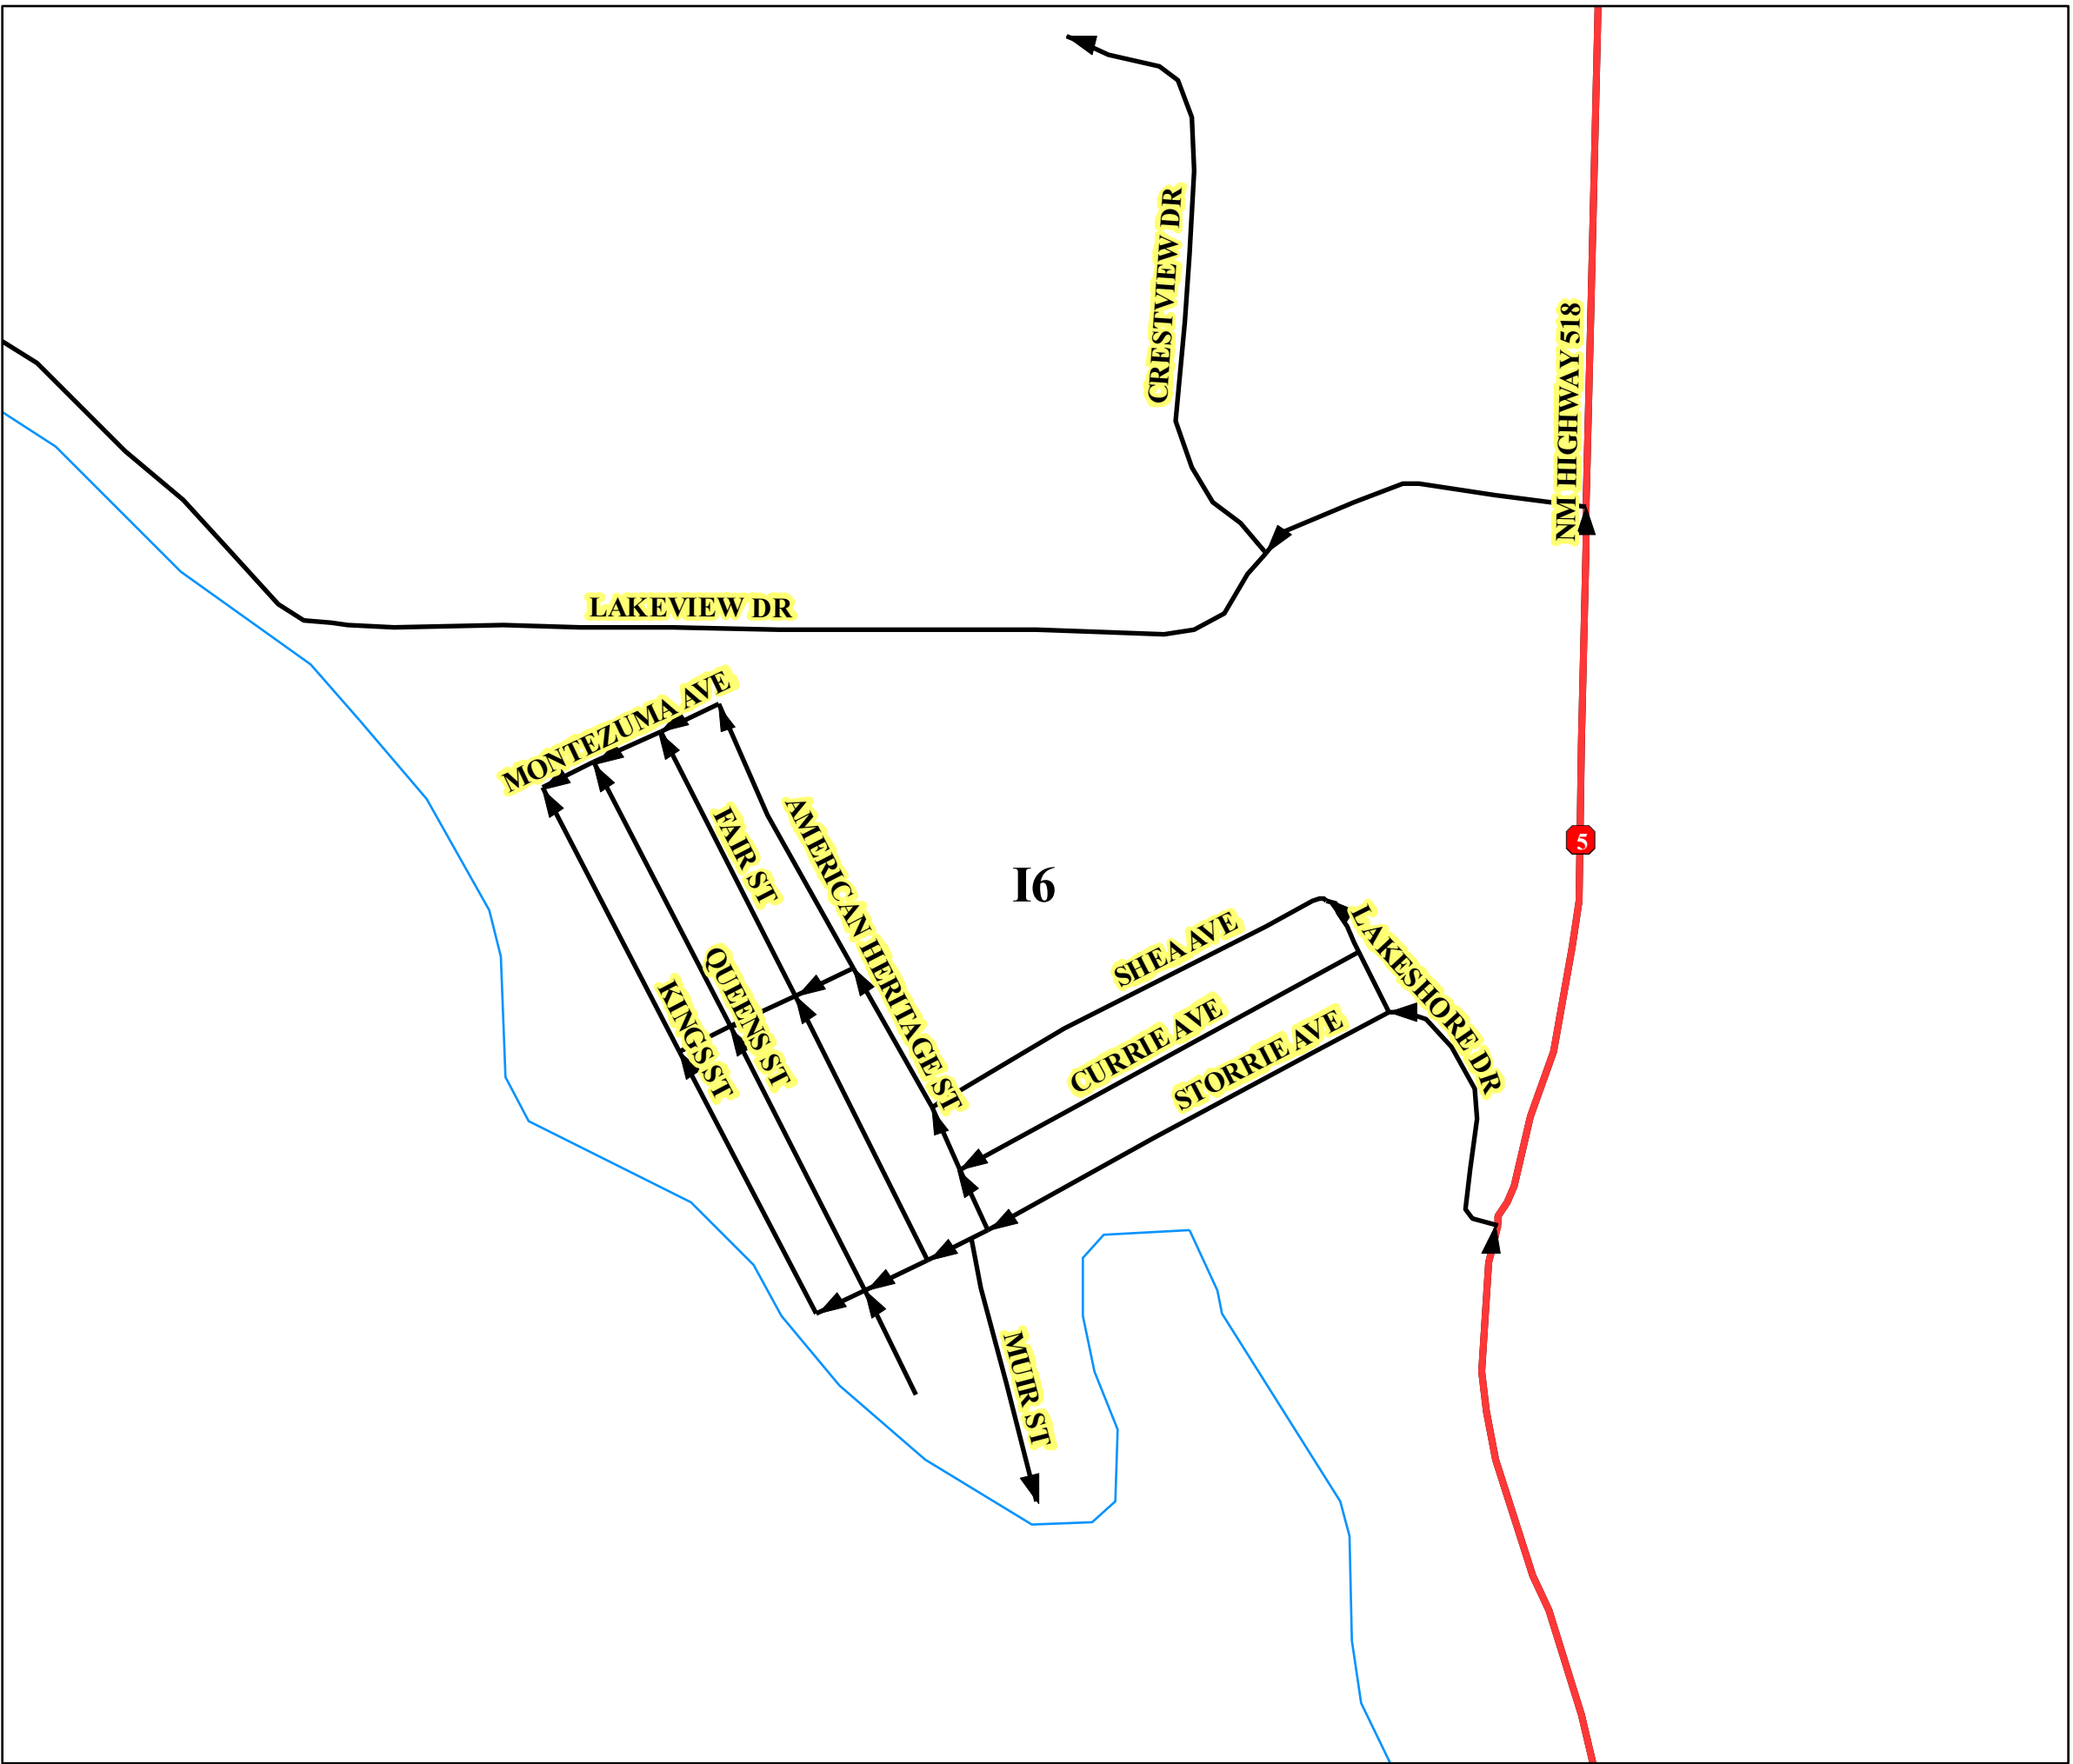 CRESTVIEW DR
NM HIGHWAY 518
LAKEVIEW DR
MONTEZUMA AVE
FAIR ST
AMERICAN HERITAGE ST
5
I6
SHEA AVE
LAKESHORE DR
QUEENS ST
KINGS ST
CURRIE AVE
STORRIE AVE
MUIR ST